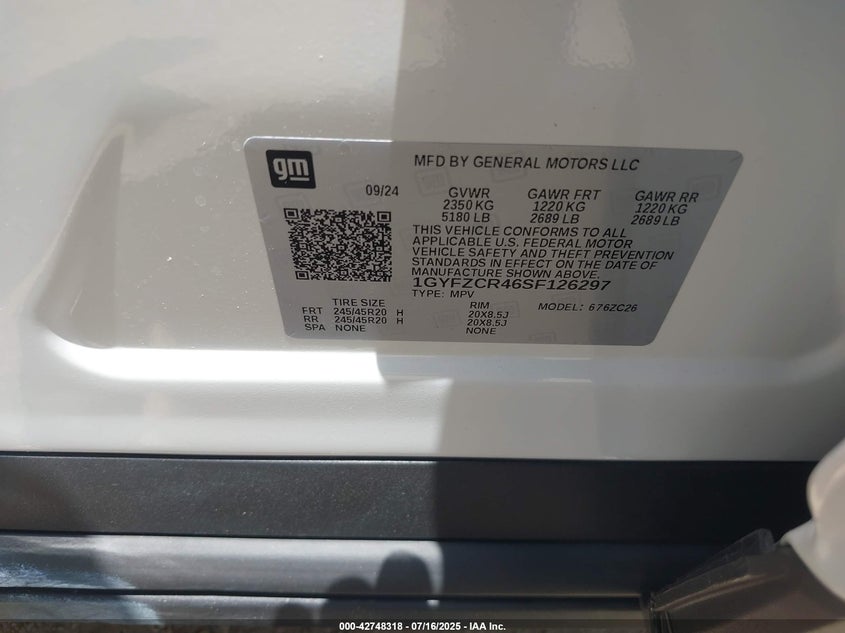 gm
MFD BY GENERAL MOTORS LLC
09/24
GVWR
2350 KG
5180 LB
GAWR FRT
1220 KG
2689 LB
GAWR RR
1220 KG
2689 LB
THIS VEHICLE CONFORMS TO ALL
APPLICABLE U.S. FEDERAL MOTOR
VEHICLE SAFETY AND THEFT PREVENTION
STANDARDS IN EFFECT ON THE DATE OF
MANUFACTURE SHOWN ABOVE.
1GYFZCR46SF126297
TYPE: MPV
MODEL: 676ZC26
TIRE SIZE RIM
FRT 245/45R20 H 20X8.5J
RR 245/45R20 H 20X8.5J
SPA NONE NONE
000-42748318 - 07/16/2025 - IAA Inc.